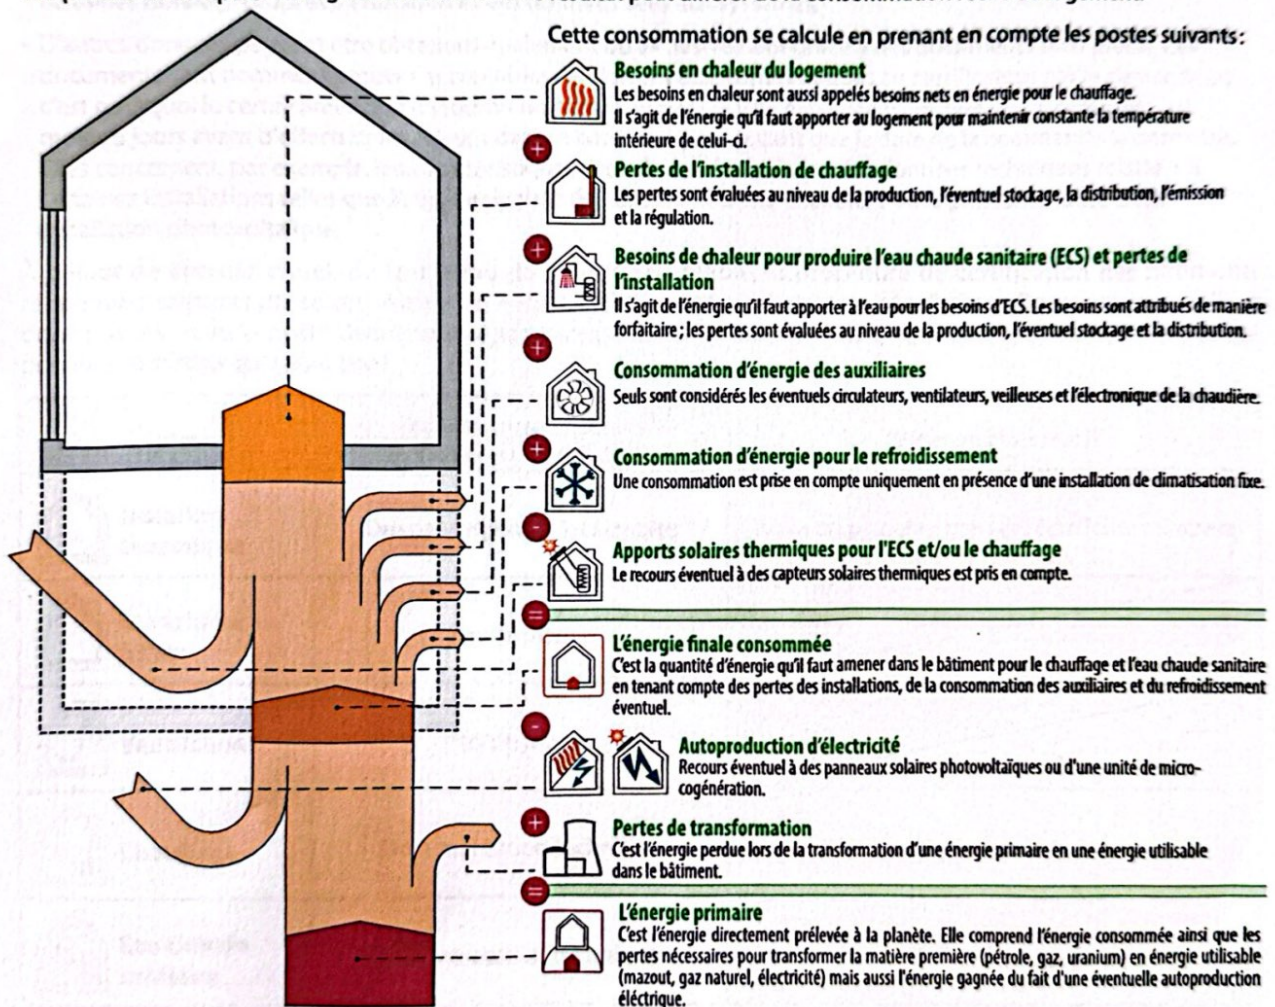 Cette consommation se calcule en prenant en compte les postes suivants :
Besoins en chaleur du logement
Les besoins en chaleur sont aussi appelés besoins nets en énergie pour le chauffage.
Il s'agit de l'énergie qu'il faut apporter au logement pour maintenir constante la température
intérieure de celui-ci.
+
Pertes de l'installation de chauffage
Les pertes sont évaluées au niveau de la production, l'éventuel stockage, la distribution, l'émission
et la régulation.
+
Besoins de chaleur pour produire l'eau chaude sanitaire (ECS) et pertes de
l'installation
Il s'agit de l'énergie qu'il faut apporter à l'eau pour les besoins d'ECS. Les besoins sont attribués de manière
forfaitaire ; les pertes sont évaluées au niveau de la production, l'éventuel stockage et la distribution.
+
Consommation d'énergie des auxiliaires
Seuls sont considérés les éventuels circulateurs, ventilateurs, veilleuses et l'électronique de la chaudière.
+
Consommation d'énergie pour le refroidissement
Une consommation est prise en compte uniquement en présence d'une installation de climatisation fixe.
-
Apports solaires thermiques pour l'ECS et/ou le chauffage
Le recours éventuel à des capteurs solaires thermiques est pris en compte.
=
L'énergie finale consommée
C'est la quantité d'énergie qu'il faut amener dans le bâtiment pour le chauffage et l'eau chaude sanitaire
en tenant compte des pertes des installations, de la consommation des auxiliaires et du refroidissement
éventuel.
-
Autoproduction d'électricité
Recours éventuel à des panneaux solaires photovoltaïques ou d'une unité de micro-
cogénération.
+
Pertes de transformation
C'est l'énergie perdue lors de la transformation d'une énergie primaire en une énergie utilisable
dans le bâtiment.
=
L'énergie primaire
C'est l'énergie directement prélevée à la planète. Elle comprend l'énergie consommée ainsi que les
pertes nécessaires pour transformer la matière première (pétrole, gaz, uranium) en énergie utilisable
(mazout, gaz naturel, électricité) mais aussi l'énergie gagnée du fait d'une éventuelle autoproduction
électrique.